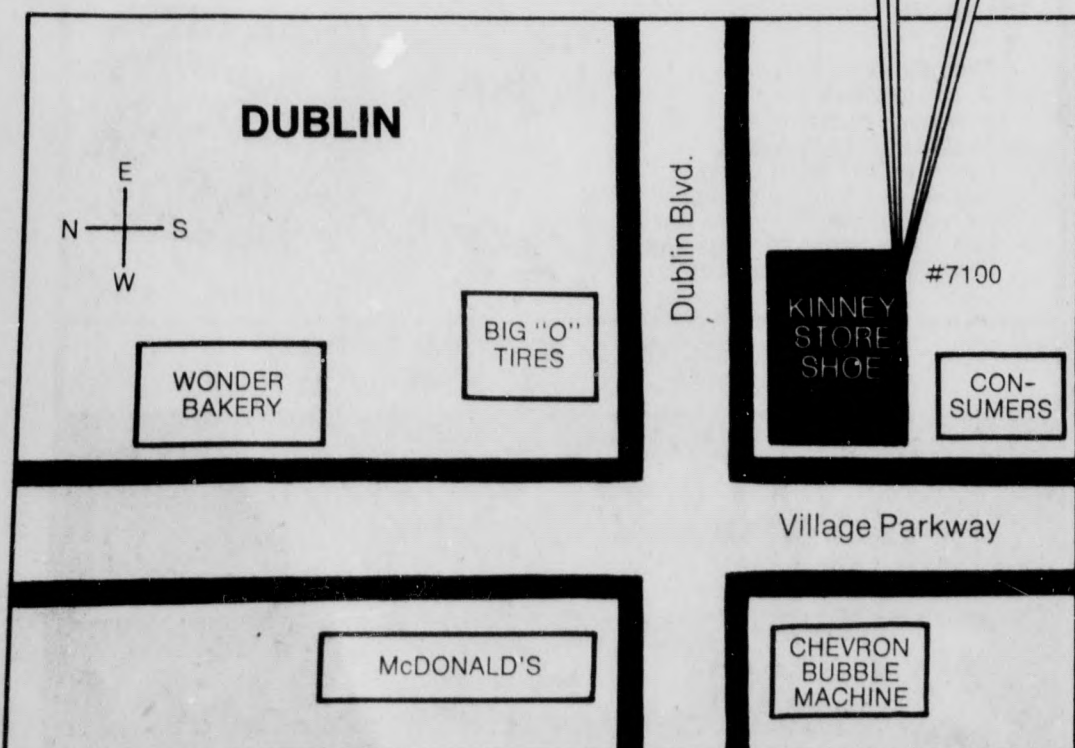 DUBLIN
E
N S
W
Dublin Blvd.
BIG "O"
TIRES
WONDER
BAKERY
#7100
KINNEY
STORE
SHOE
CON-
SUMERS
Village Parkway
McDONALD'S
CHEVRON
BUBBLE
MACHINE